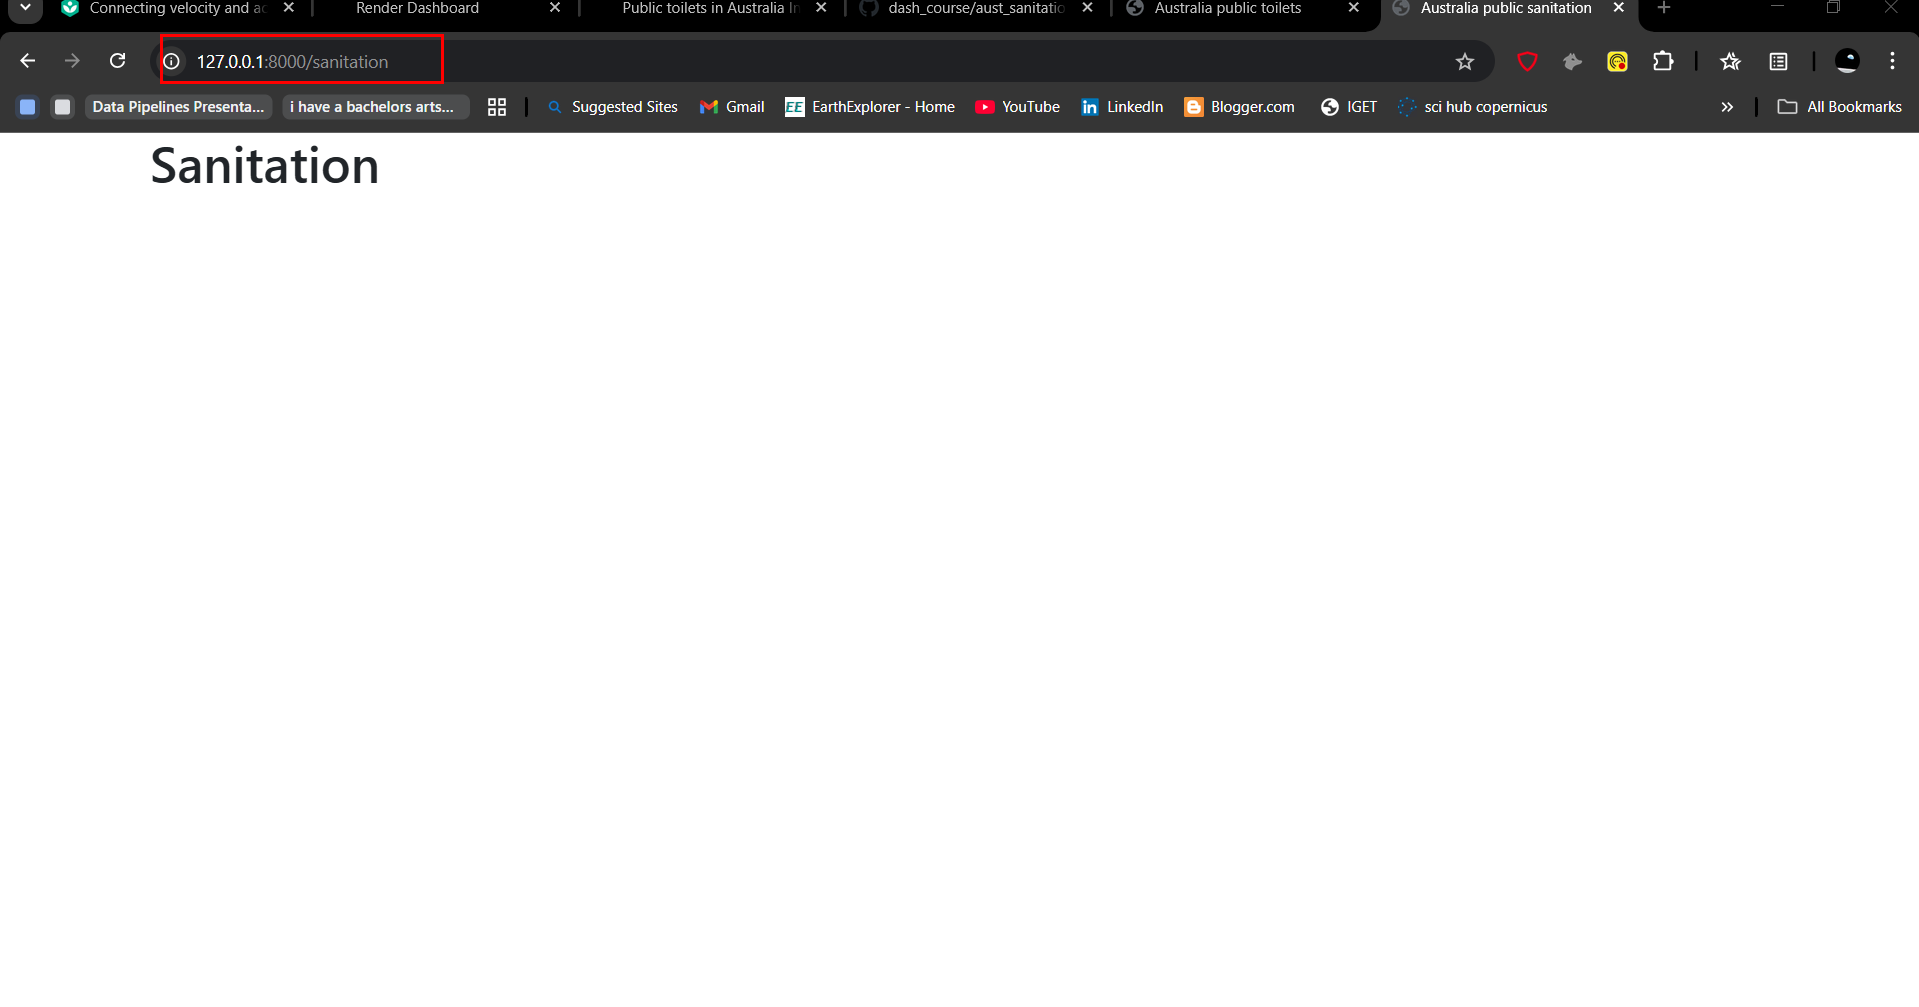 Connecting velocity and ac
Render Dashboard
Public toilets in Australia In
dash_course/aust_sanitatio
Australia public toilets
Australia public sanitation
127.0.0.1:8000/sanitation
Data Pipelines Presenta...
i have a bachelors arts...
Suggested Sites
Gmail
EE
EarthExplorer - Home
YouTube
LinkedIn
Blogger.com
IGET
sci hub copernicus
All Bookmarks
Sanitation